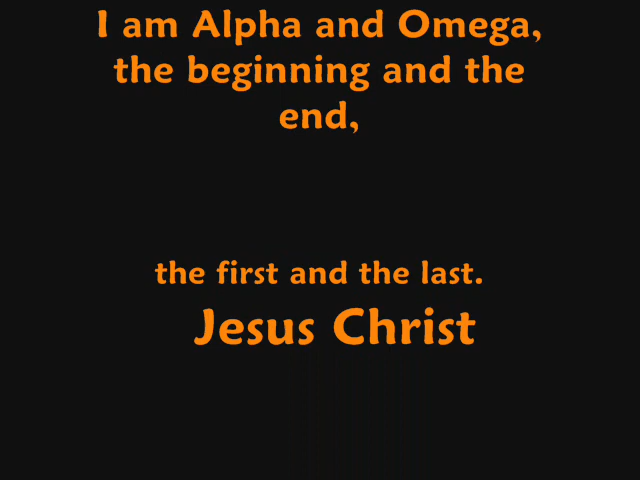 I am Alpha and Omega,
the beginning and the
end,
the first and the last.
Jesus Christ